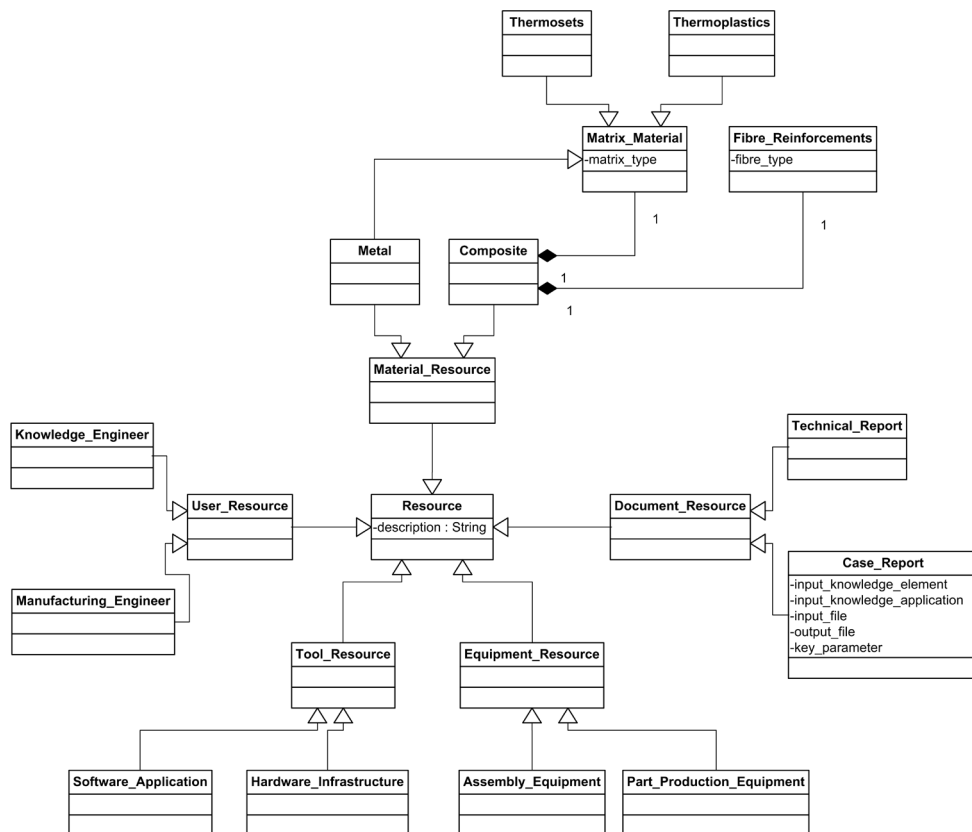 Thermosets
Thermoplastics
Matrix_Material
-matrix_type
Fibre_Reinforcements
-fibre_type
1
1
Metal
Composite
1
1
Material_Resource
Knowledge_Engineer
Technical_Report
User_Resource
Resource
-description : String
Document_Resource
Case_Report
-input_knowledge_element
-input_knowledge_application
-input_file
-output_file
-key_parameter
Manufacturing_Engineer
Tool_Resource
Equipment_Resource
Software_Application
Hardware_Infrastructure
Assembly_Equipment
Part_Production_Equipment